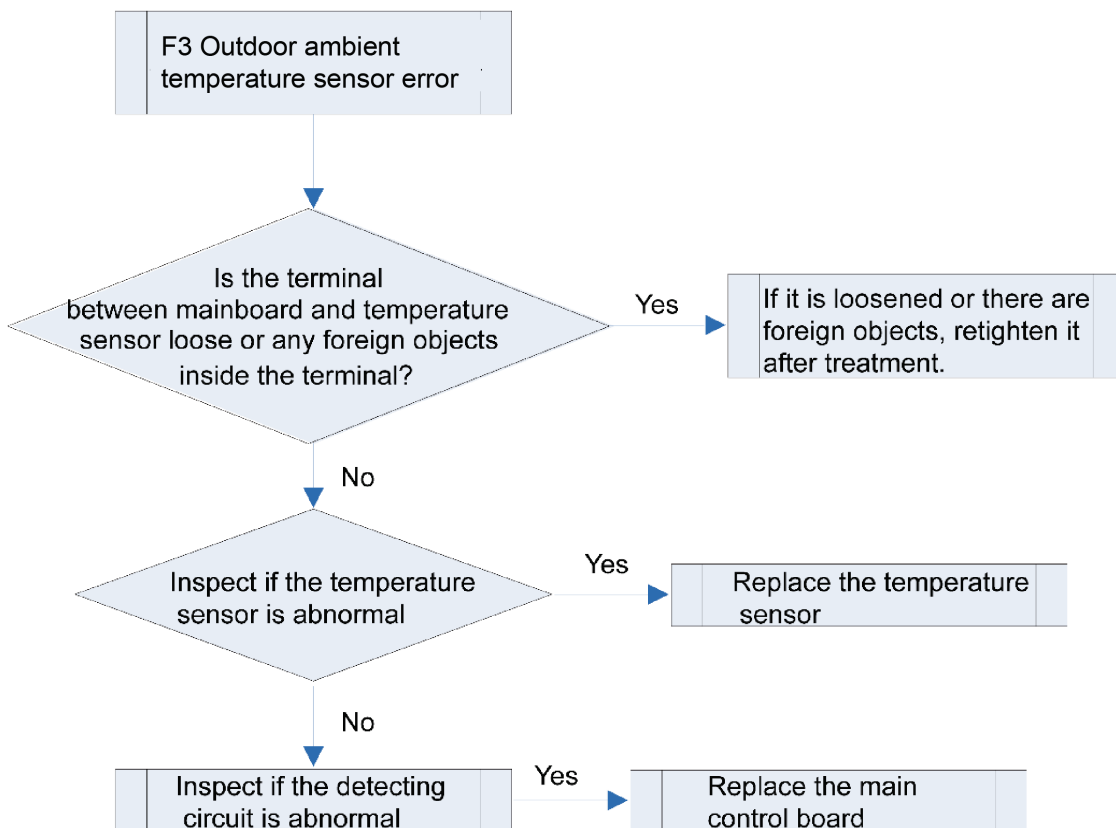 F3 Outdoor ambient
temperature sensor error
Is the terminal
between mainboard and temperature
sensor loose or any foreign objects
inside the terminal?
Yes
If it is loosened or there are
foreign objects, retighten it
after treatment.
No
Inspect if the temperature
sensor is abnormal
Yes
Replace the temperature
sensor
No
Inspect if the detecting
circuit is abnormal
Yes
Replace the main
control board